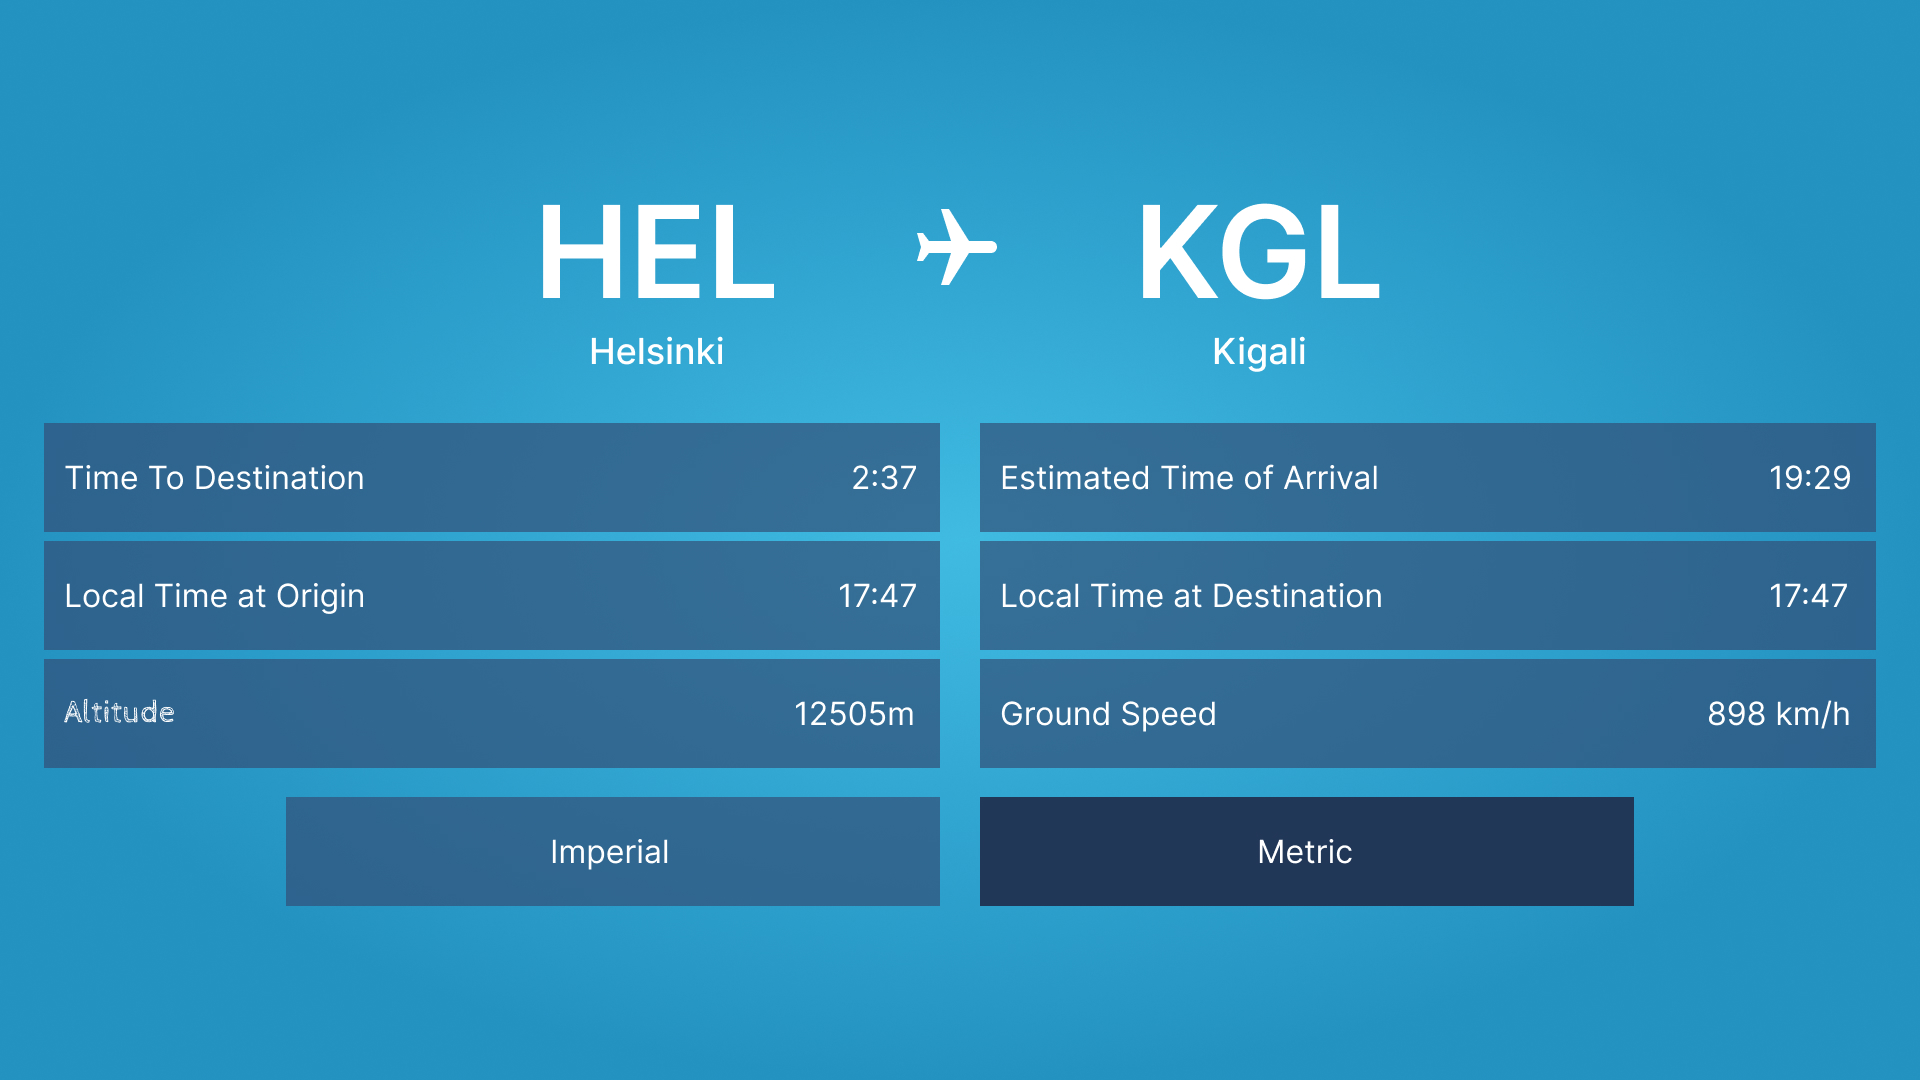 HEL KGL
Helsinki Kigali
Time To Destination 2:37
Estimated Time of Arrival 19:29
Local Time at Origin 17:47
Local Time at Destination 17:47
Altitude 12505m
Ground Speed 898 km/h
Imperial Metric